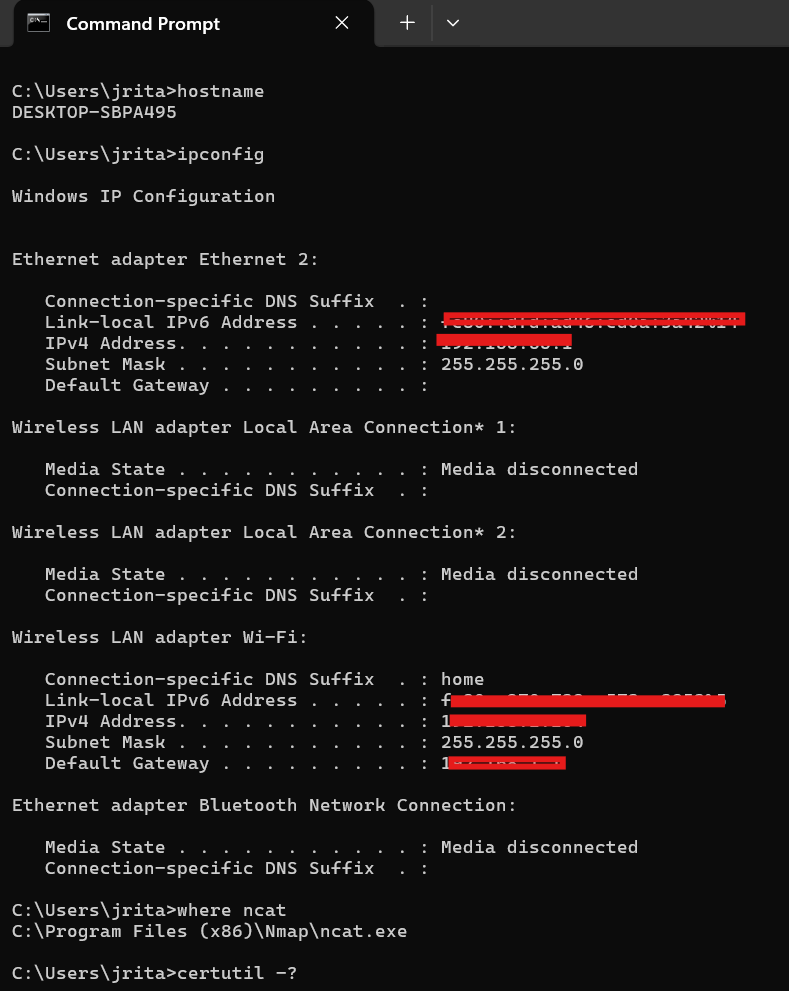 Command Prompt
C:\Users\jrita>hostname
DESKTOP-SBPA495
C:\Users\jrita>ipconfig
Windows IP Configuration
Ethernet adapter Ethernet 2:
Connection-specific DNS Suffix  . :
Link-local IPv6 Address . . . . . :
IPv4 Address. . . . . . . . . . . :
Subnet Mask . . . . . . . . . . . : 255.255.255.0
Default Gateway . . . . . . . . . :
Wireless LAN adapter Local Area Connection* 1:
Media State . . . . . . . . . . . : Media disconnected
Connection-specific DNS Suffix  . :
Wireless LAN adapter Local Area Connection* 2:
Media State . . . . . . . . . . . : Media disconnected
Connection-specific DNS Suffix  . :
Wireless LAN adapter Wi-Fi:
Connection-specific DNS Suffix  . : home
Link-local IPv6 Address . . . . . :
IPv4 Address. . . . . . . . . . . :
Subnet Mask . . . . . . . . . . . : 255.255.255.0
Default Gateway . . . . . . . . . :
Ethernet adapter Bluetooth Network Connection:
Media State . . . . . . . . . . . : Media disconnected
Connection-specific DNS Suffix  . :
C:\Users\jrita>where ncat
C:\Program Files (x86)\Nmap\ncat.exe
C:\Users\jrita>certutil -?